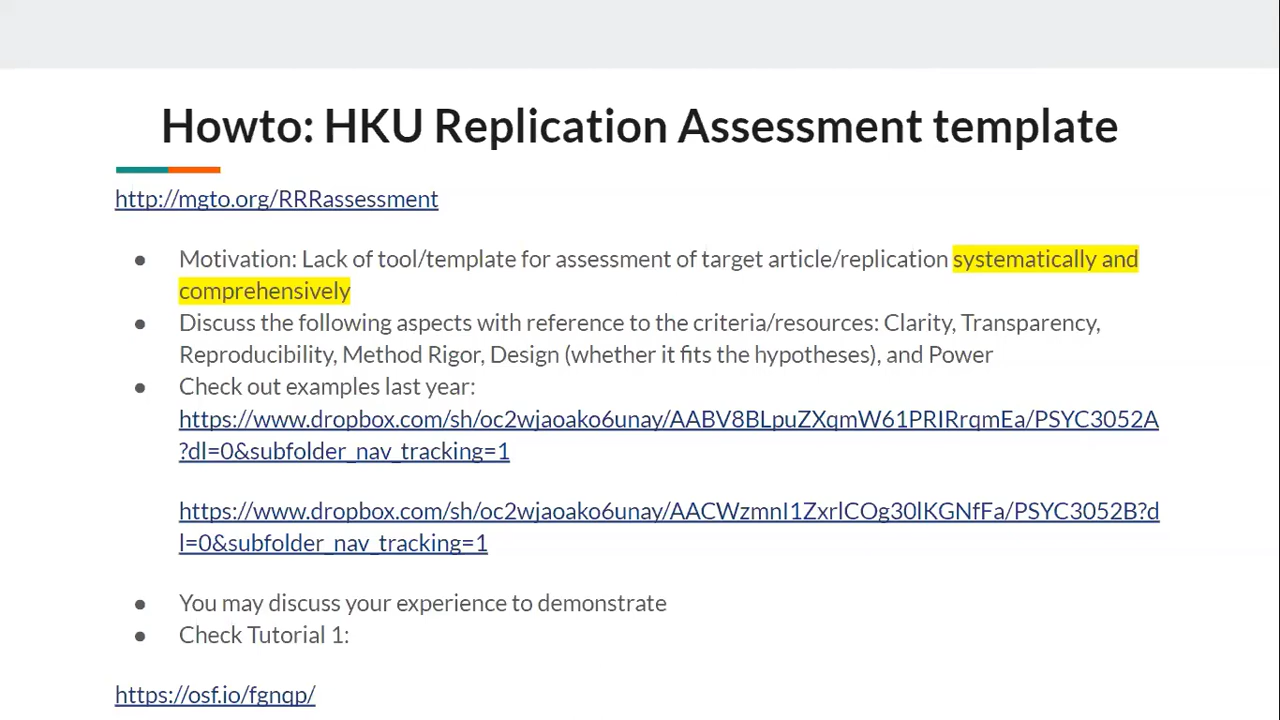 Howto: HKU Replication Assessment template
http://mgto.org/RRRassessment
● Motivation: Lack of tool/template for assessment of target article/replication systematically and
comprehensively
● Discuss the following aspects with reference to the criteria/resources: Clarity, Transparency,
Reproducibility, Method Rigor, Design (whether it fits the hypotheses), and Power
● Check out examples last year:
https://www.dropbox.com/sh/oc2wjaoako6unay/AABV8BLpuZXqmW61PRIRrqmEa/PSYC3052A
?dl=0&subfolder_nav_tracking=1
https://www.dropbox.com/sh/oc2wjaoako6unay/AACWzmnI1ZxrlCOg30lKGNfFa/PSYC3052B?d
l=0&subfolder_nav_tracking=1
● You may discuss your experience to demonstrate
● Check Tutorial 1:
https://osf.io/fgnqp/